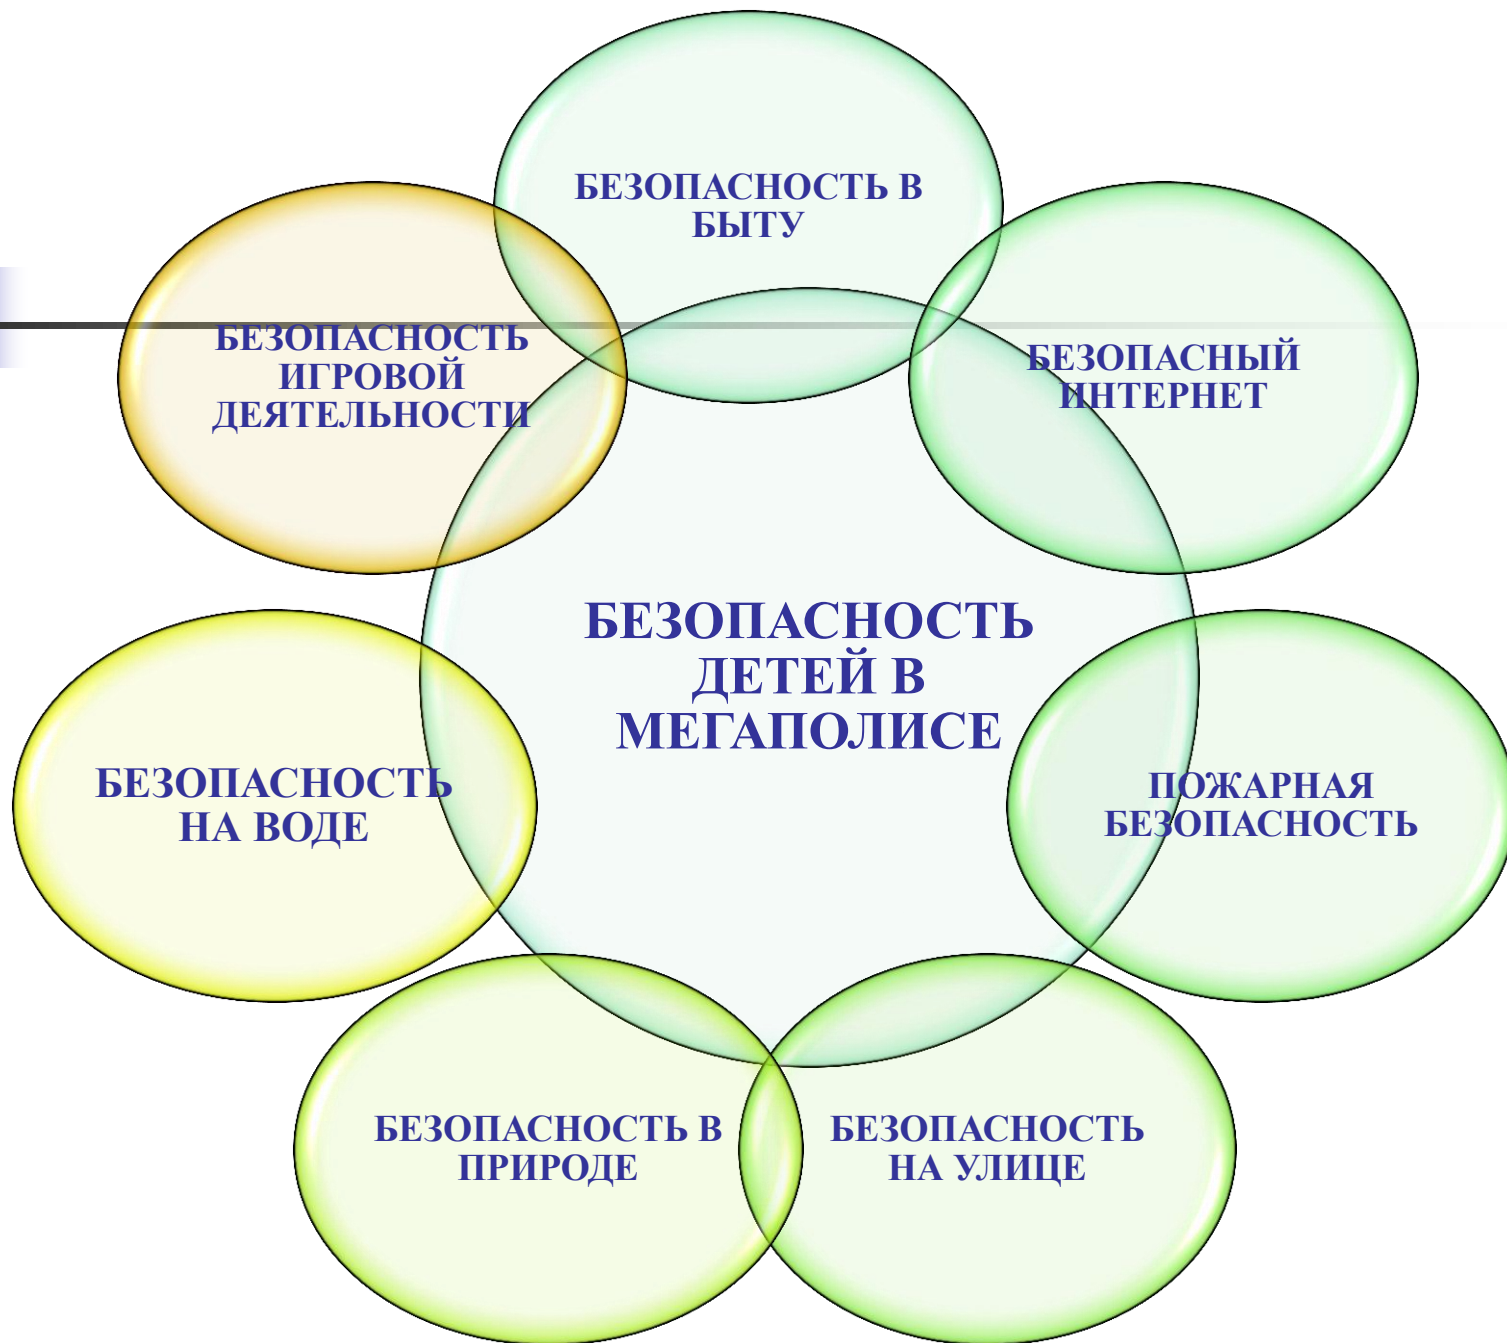 БЕЗОПАСНОСТЬ В
БЫТУ
БЕЗОПАСНЫЙ
ИНТЕРНЕТ
БЕЗОПАСНОСТЬ
ИГРОВОЙ
ДЕЯТЕЛЬНОСТИ
БЕЗОПАСНОСТЬ
ДЕТЕЙ В
МЕГАПОЛИСЕ
ПОЖАРНАЯ
БЕЗОПАСНОСТЬ
БЕЗОПАСНОСТЬ
НА ВОДЕ
БЕЗОПАСНОСТЬ В
ПРИРОДЕ
БЕЗОПАСНОСТЬ
НА УЛИЦЕ